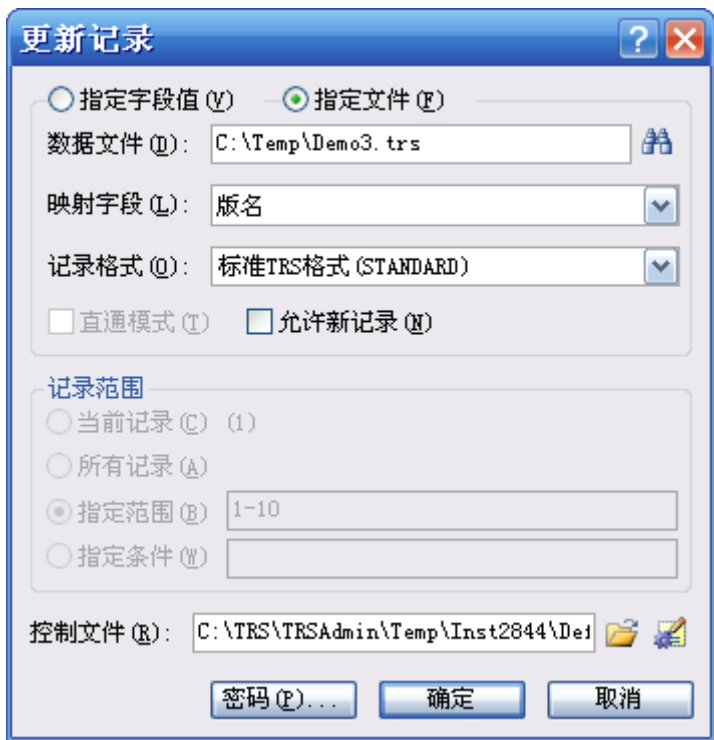 更新记录
指定字段值(V) 指定文件(F)
数据文件(D): C:\Temp\Demo3.trs
映射字段(L): 版名
记录格式(O): 标准TRS格式(STANDARD)
直通模式(T) 允许新记录(N)
记录范围
当前记录(C) (1)
所有记录(A)
指定范围(B) 1-10
指定条件(W)
控制文件(R): C:\TRS\TRSAdmin\Temp\Inst2844\Def
密码(P)... 确定 取消